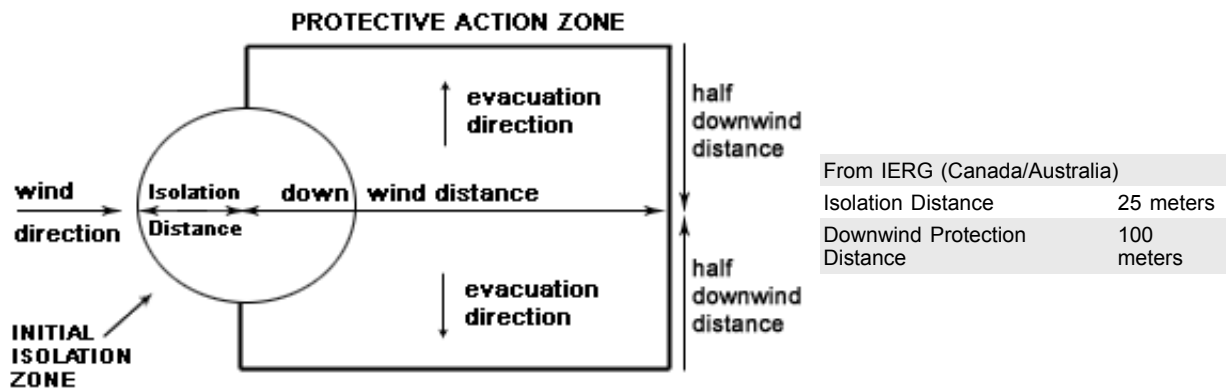 PROTECTIVE ACTION ZONE
evacuation
direction
half
downwind
distance
wind
direction
Isolation
Distance
down wind distance
evacuation
direction
half
downwind
distance
INITIAL
ISOLATION
ZONE
From IERG (Canada/Australia)
Isolation Distance 25 meters
Downwind Protection 100
Distance meters